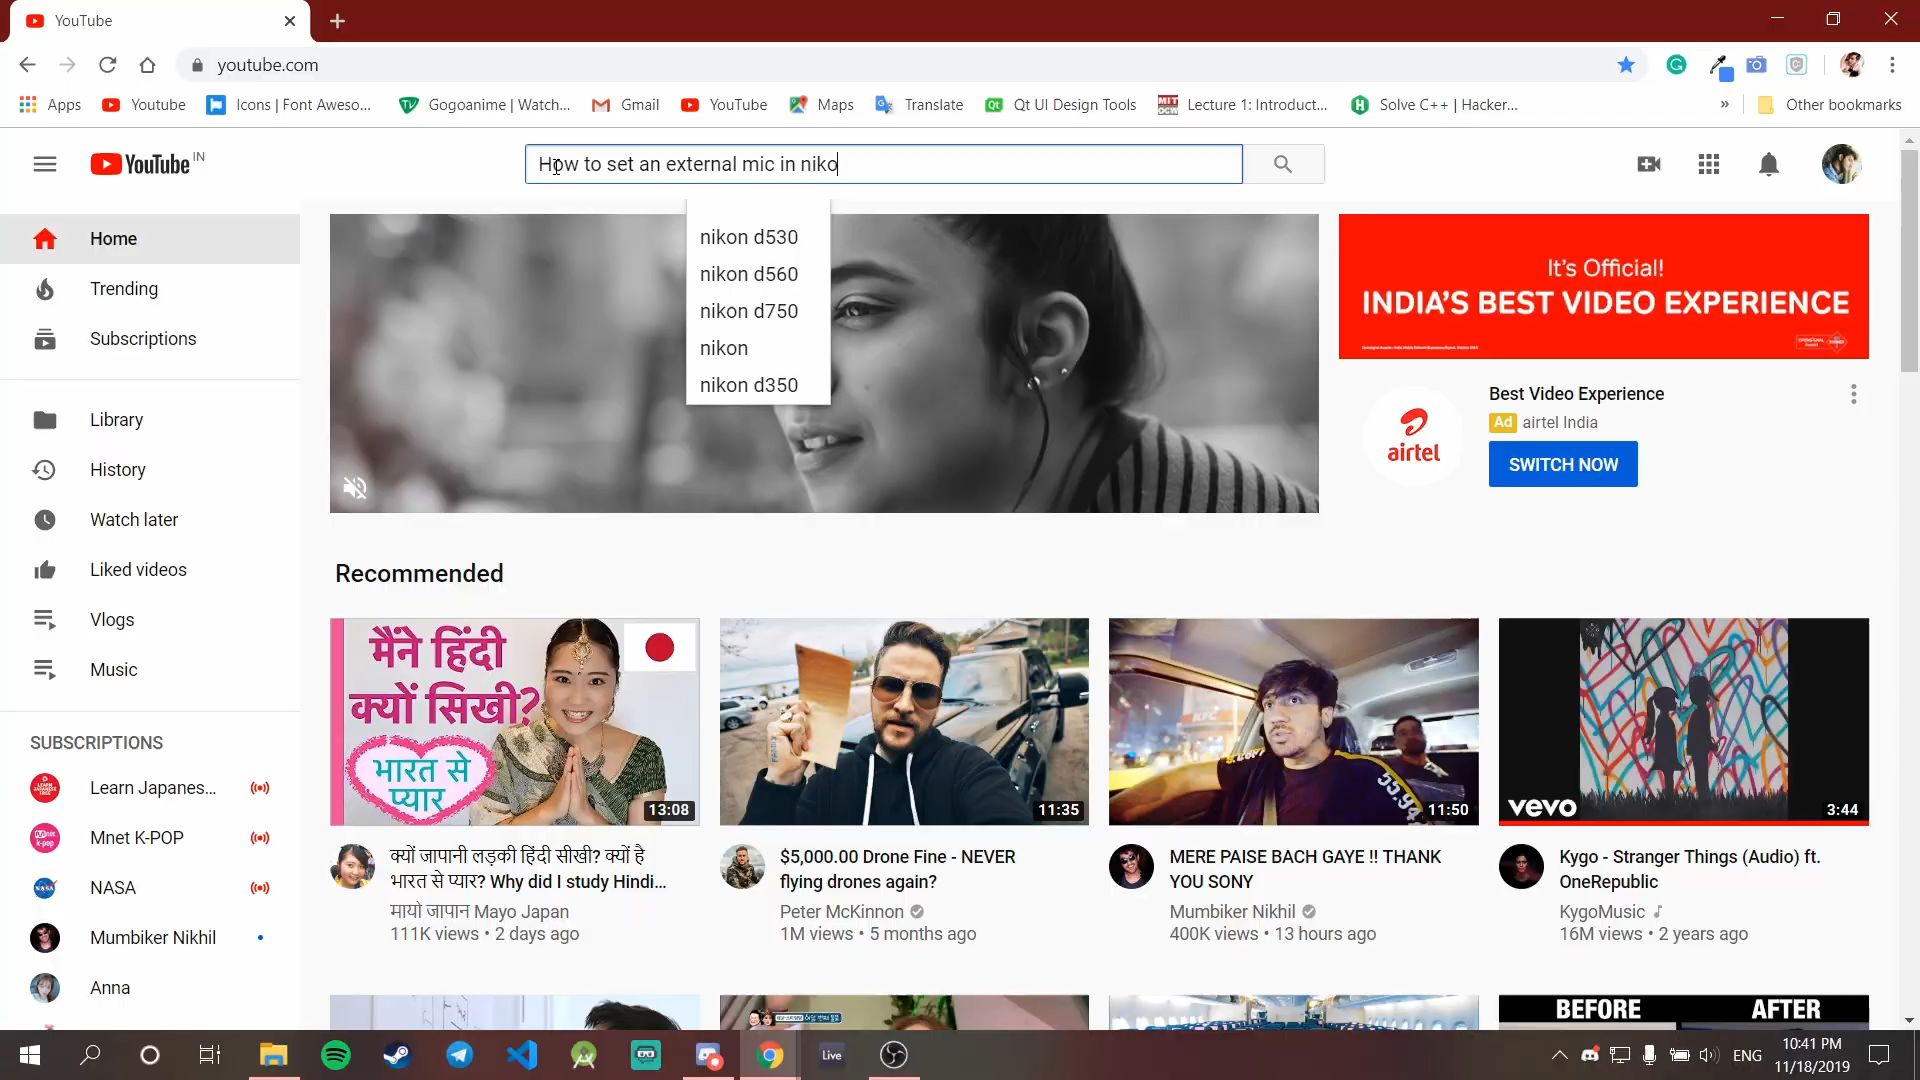 YouTube
youtube.com
Apps
Youtube
Icons | Font Aweso...
Gogoanime | Watch...
Gmail
YouTube
Maps
Translate
Qt UI Design Tools
Lecture 1: Introduct...
Solve C++ | Hacker...
»
Other bookmarks
YouTube IN
How to set an external mic in niko
nikon d530
nikon d560
nikon d750
nikon
nikon d350
Home
Trending
Subscriptions
Library
History
Watch later
Liked videos
Vlogs
Music
SUBSCRIPTIONS
Learn Japanes...
Mnet K-POP
NASA
Mumbiker Nikhil
Anna
It's Official!
INDIA'S BEST VIDEO EXPERIENCE
airtel
Best Video Experience
Ad airtel India
SWITCH NOW
Recommended
मैंने हिंदी
क्यों सिखी?
भारत से
प्यार
13:08
क्यों जापानी लड़की हिंदी सीखी? क्यों है
भारत से प्यार? Why did I study Hindi...
मायो जापान Mayo Japan
111K views • 2 days ago
11:35
$5,000.00 Drone Fine - NEVER
flying drones again?
Peter McKinnon
1M views • 5 months ago
KFC
11:50
MERE PAISE BACH GAYE !! THANK
YOU SONY
Mumbiker Nikhil
400K views • 13 hours ago
vevo
3:44
Kygo - Stranger Things (Audio) ft.
OneRepublic
KygoMusic
16M views • 2 years ago
BEFORE AFTER
Live
ENG
10:41 PM
11/18/2019